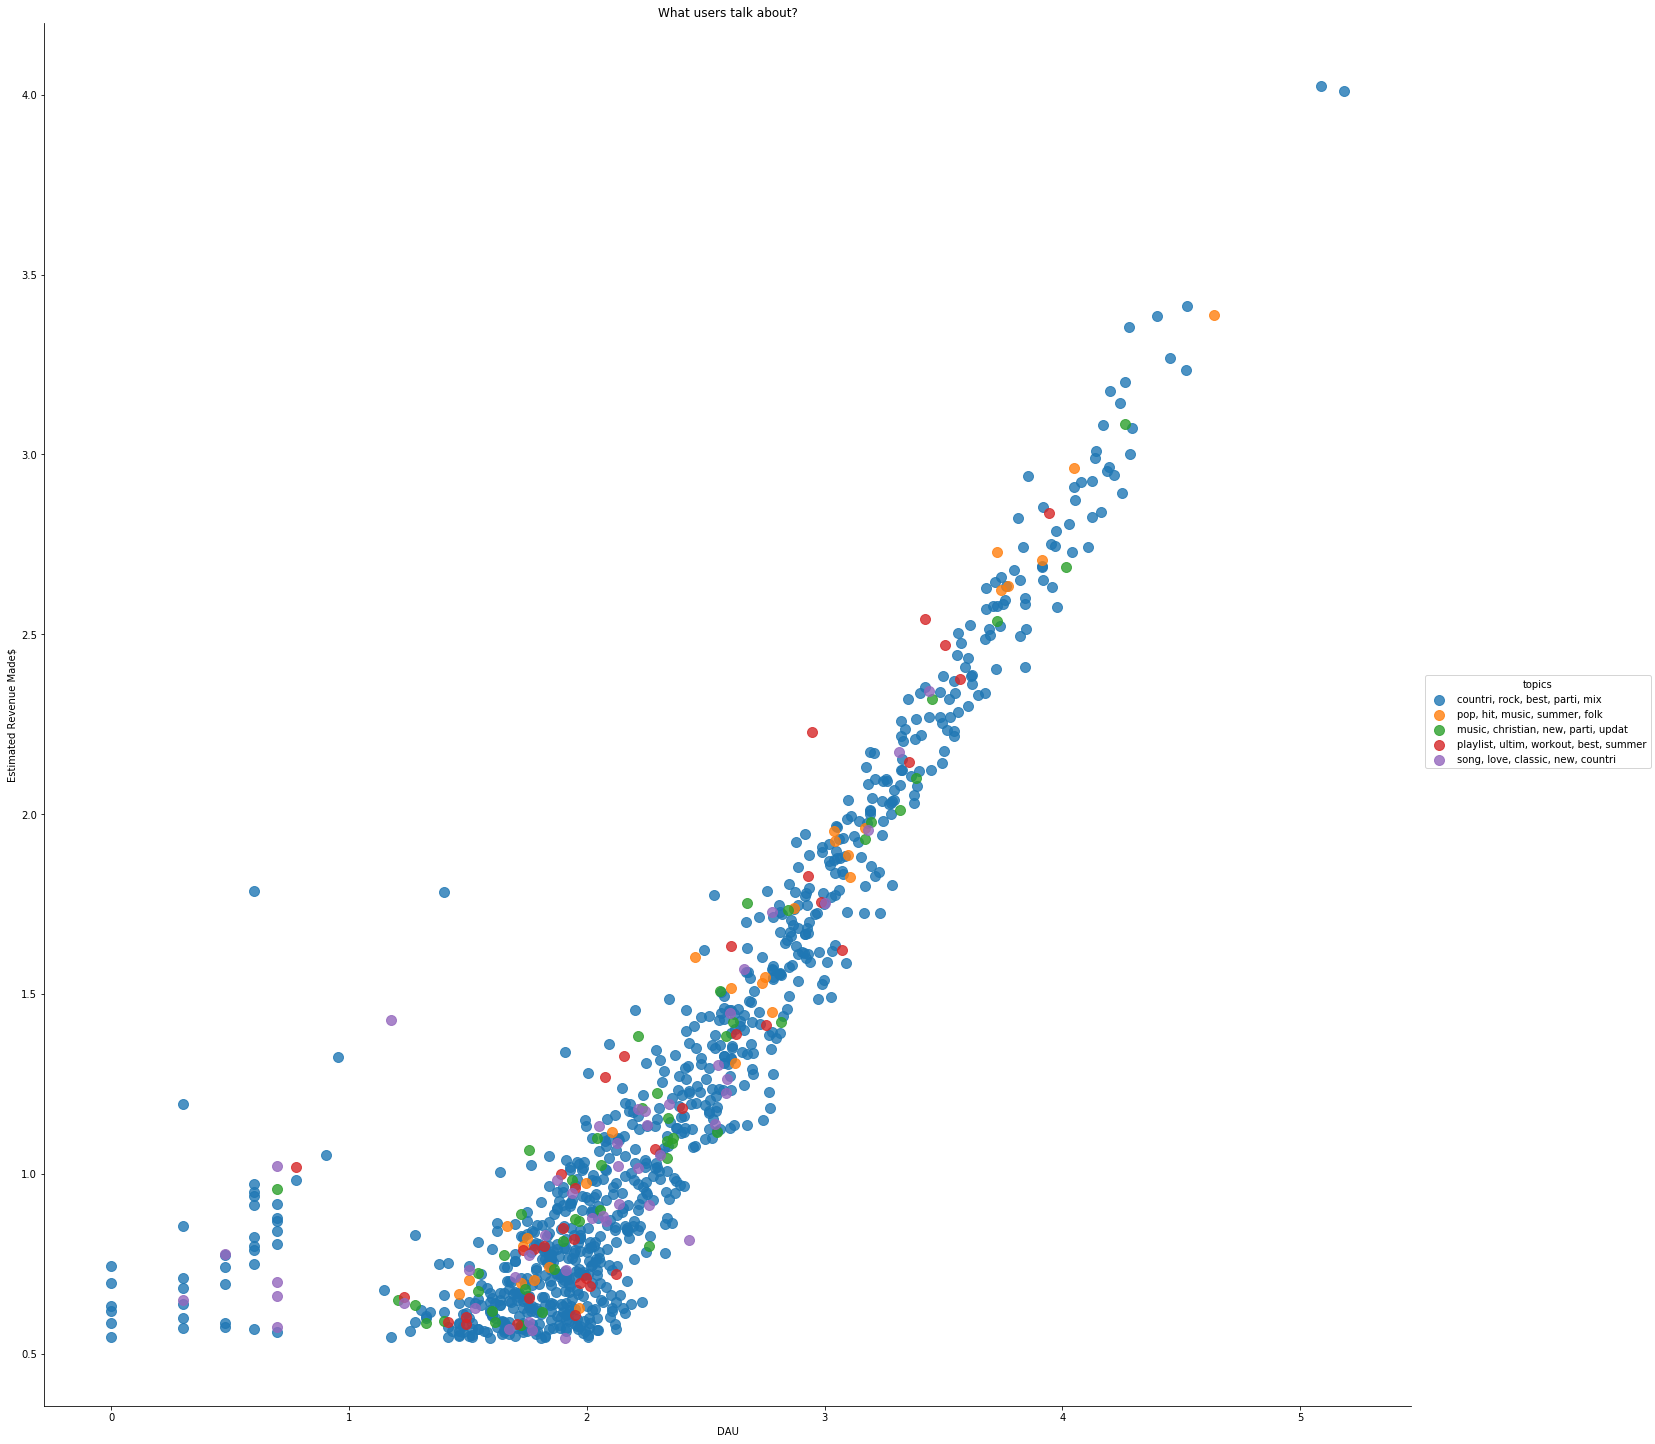 What users talk about?
4.0
3.5
3.0
2.5
2.0
1.5
1.0
0.5
Estimated Revenue Made$
0 1 2 3 4 5
DAU
topics
countri, rock, best, parti, mix
pop, hit, music, summer, folk
music, christian, new, parti, updat
playlist, ultim, workout, best, summer
song, love, classic, new, countri